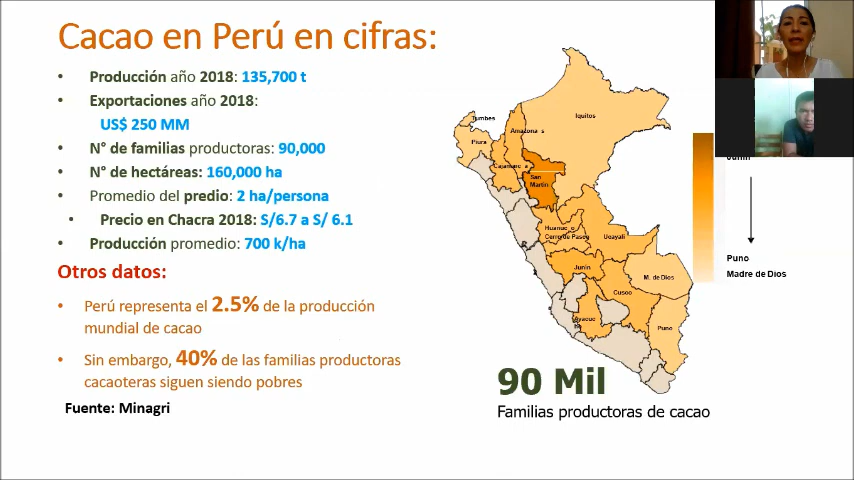 Cacao en Perú en cifras:
• Producción año 2018: 135,700 t
• Exportaciones año 2018:
US$ 250 MM
• N° de familias productoras: 90,000
• N° de hectáreas: 160,000 ha
• Promedio del predio: 2 ha/persona
• Precio en Chacra 2018: S/6.7 a S/ 6.1
• Producción promedio: 700 k/ha
Otros datos:
• Perú representa el 2.5% de la producción
mundial de cacao
• Sin embargo, 40% de las familias productoras
cacaoteras siguen siendo pobres
Fuente: Minagri
Tumbes
Iquitos
Amazona s
Piura
Cajamarc a
San
Martín
Huanuc o
Cerro de Pasco
Ucayali
Junín
M. de Dios
Cusco
Ayacuc
ho
Puno
90 Mil
Familias productoras de cacao
Junín
Puno
Madre de Dios